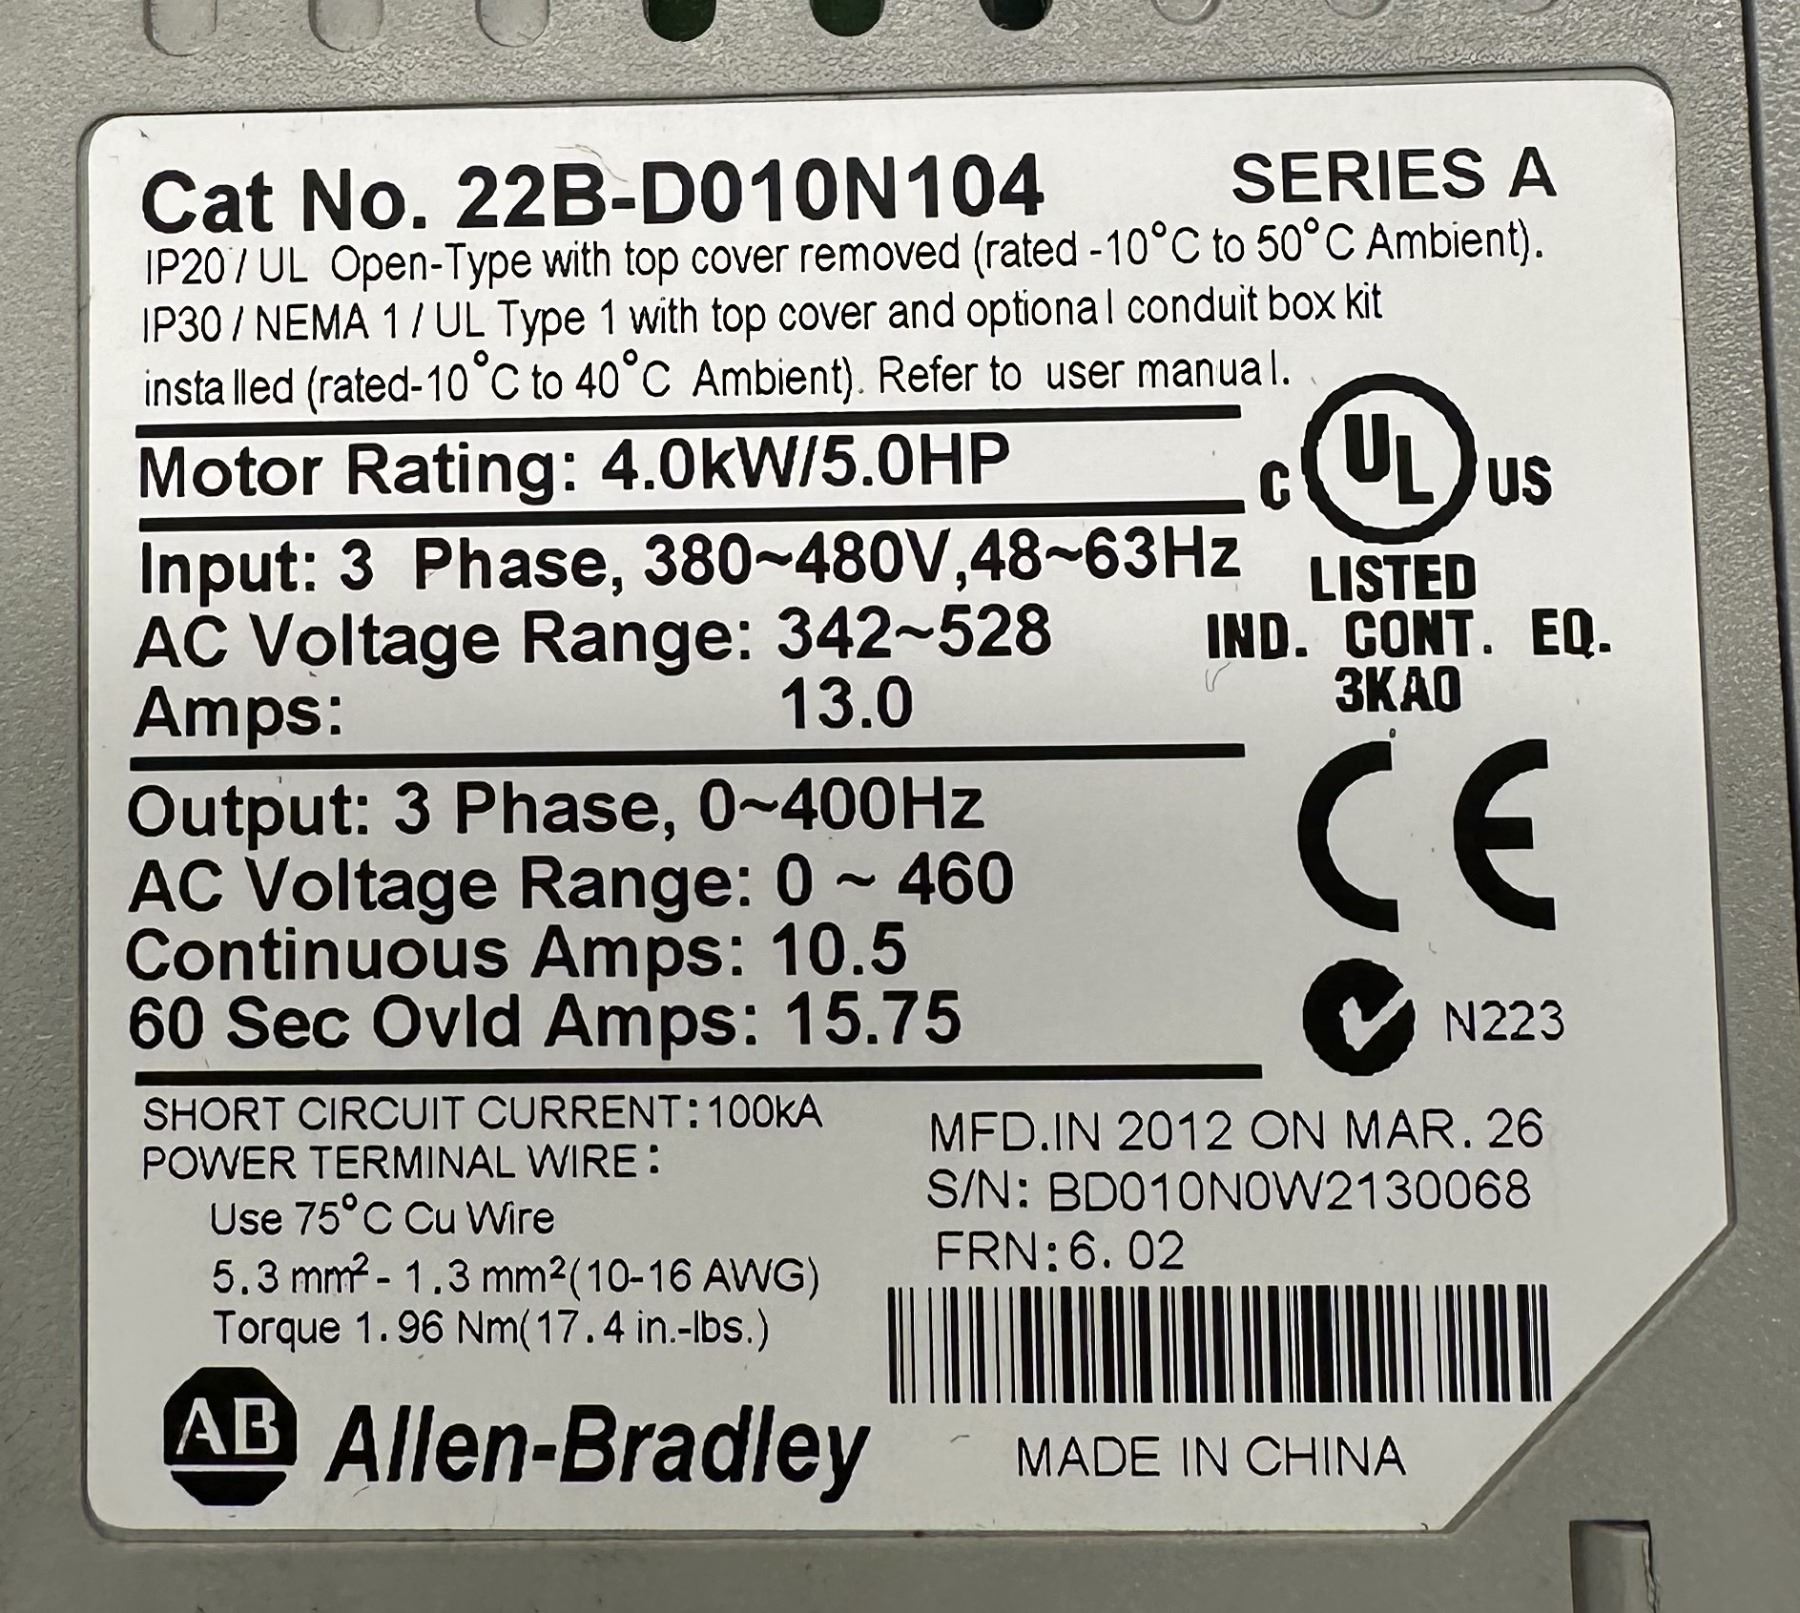 Cat No. 22B-D010N104 SERIES A
IP20 / UL Open-Type with top cover removed (rated -10°C to 50°C Ambient).
IP30 / NEMA 1 / UL Type 1 with top cover and optional conduit box kit
installed (rated-10°C to 40°C Ambient). Refer to user manual.
Motor Rating: 4.0kW/5.0HP
C UL US
Input: 3 Phase, 380~480V,48~63Hz
LISTED
AC Voltage Range: 342~528
IND. CONT. EQ.
Amps: 13.0
3KA0
CE
Output: 3 Phase, 0~400Hz
AC Voltage Range: 0 ~ 460
Continuous Amps: 10.5
60 Sec Ovld Amps: 15.75
N223
SHORT CIRCUIT CURRENT: 100kA
POWER TERMINAL WIRE:
Use 75°C Cu Wire
5.3 mm² - 1.3 mm²(10-16 AWG)
Torque 1.96 Nm(17.4 in.-lbs.)
MFD.IN 2012 ON MAR. 26
S/N: BD010N0W2130068
FRN:6.02
AB Allen-Bradley
MADE IN CHINA